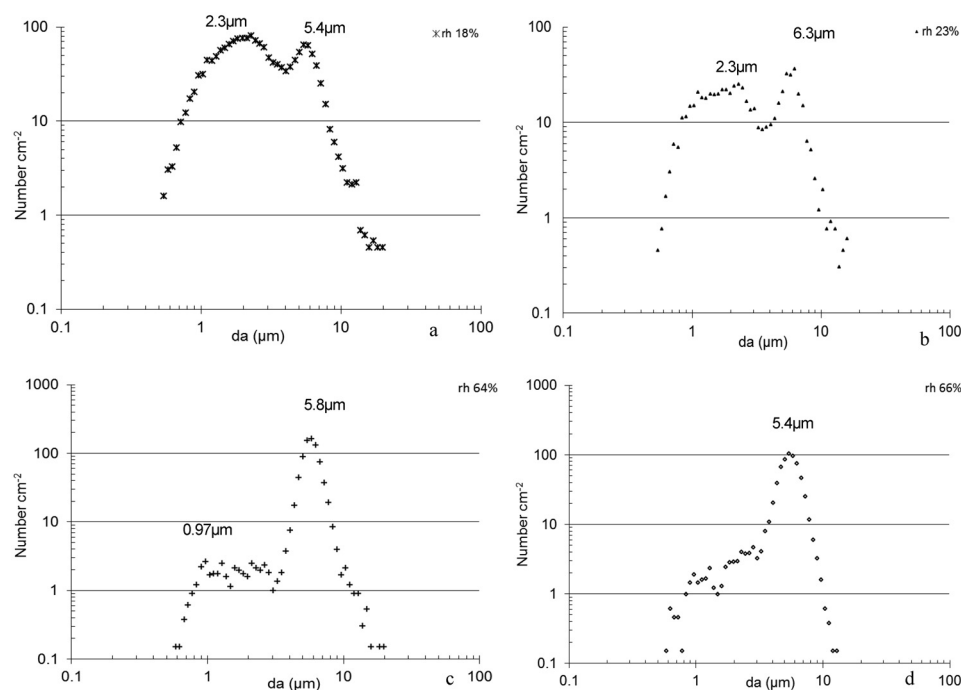 a
100
10
1
0.1
Number cm-2
2.3µm
5.4µm
rh 18%
0.1
1
10
100
da (µm)
a
100
10
1
0.1
Number cm-2
2.3µm
6.3µm
rh 23%
0.1
1
10
100
da (µm)
b
1000
100
10
1
0.1
Number cm-2
0.97µm
5.8µm
rh 64%
0.1
1
10
100
da (µm)
c
1000
100
10
1
0.1
Number cm-2
5.4µm
rh 66%
0.1
1
10
100
da (µm)
d